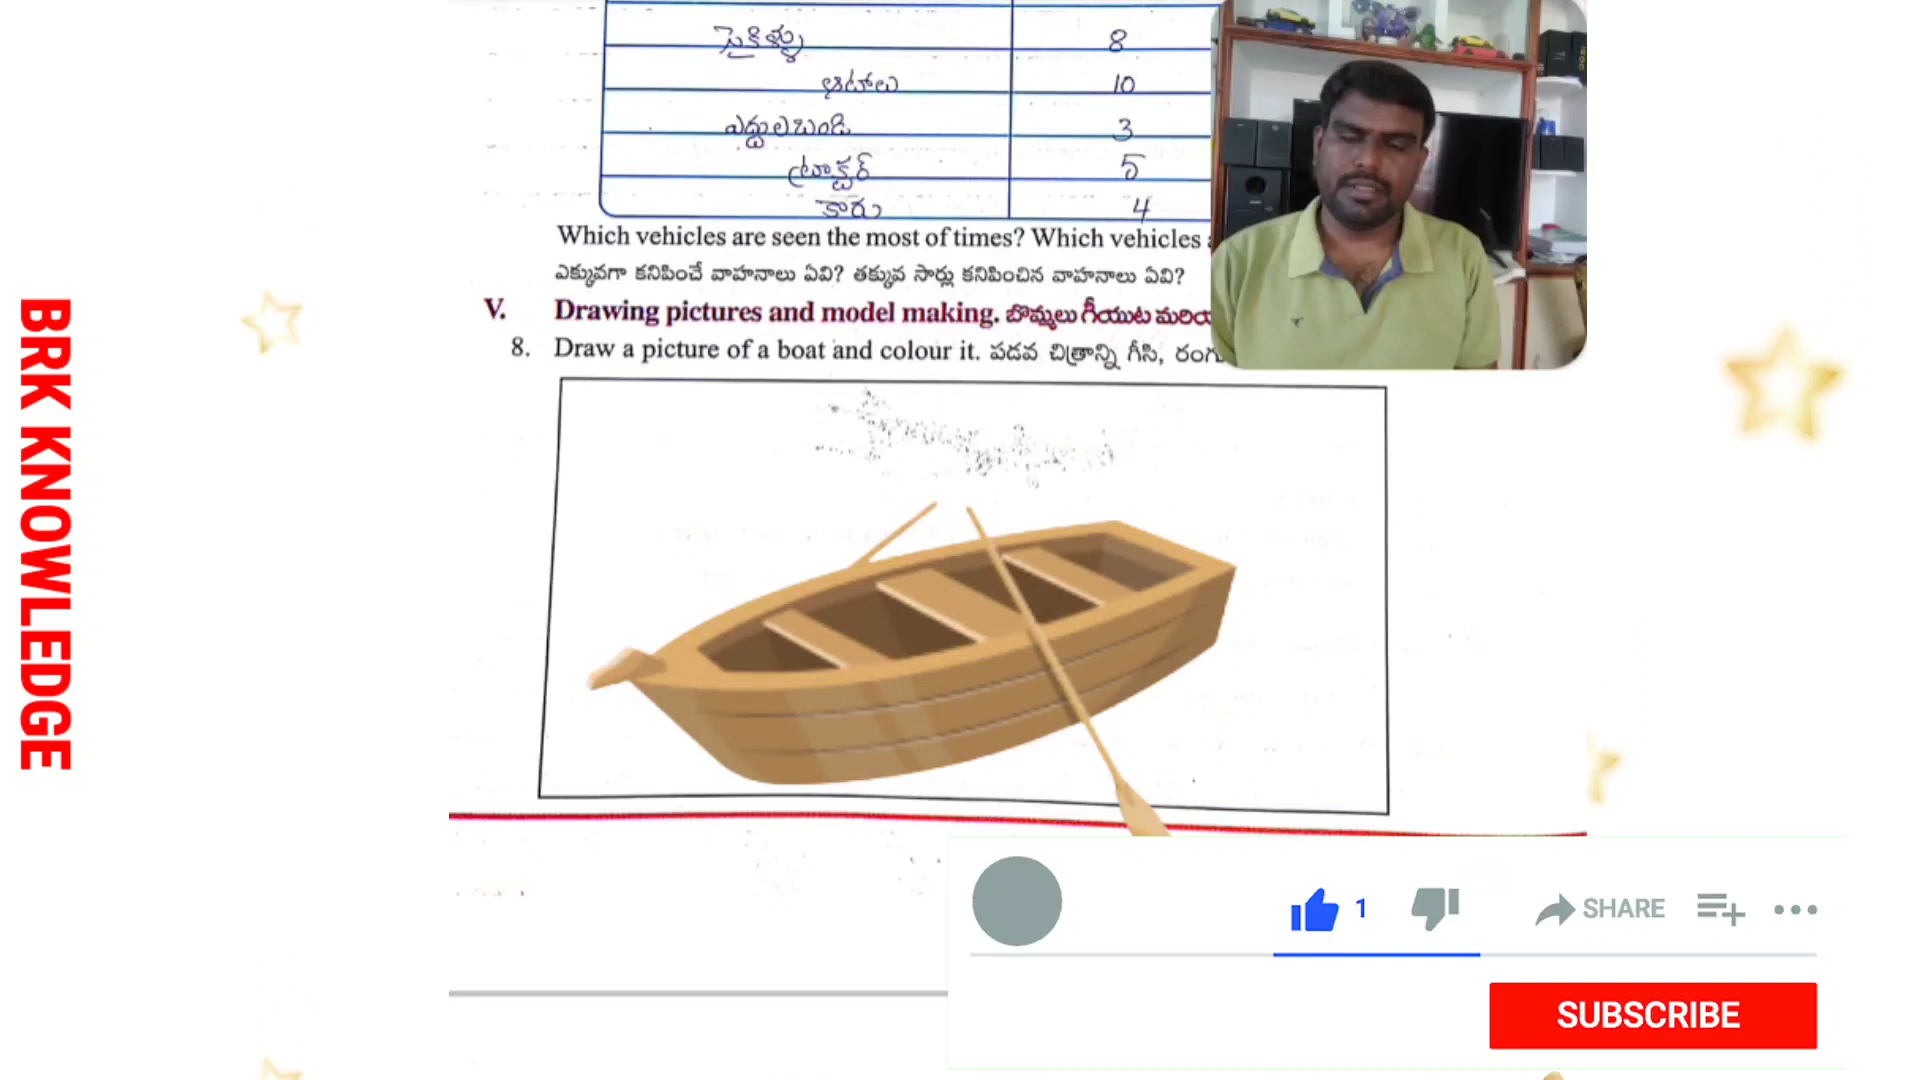 సైకిళ్ళు 8
ఆటోలు 10
ఎద్దులబండి 3
ట్రాక్టర్ 5
కారు 4
Which vehicles are seen the most of times? Which vehicles
ఎక్కువగా కనిపించే వాహనాలు ఏవి? తక్కువ సార్లు కనిపించిన వాహనాలు ఏవి?
V. Drawing pictures and model making. బొమ్మలు గీయుట
8. Draw a picture of a boat and colour it. పడవ చిత్రాన్ని గీసి,
BRK KNOWLEDGE
1 SHARE
SUBSCRIBE